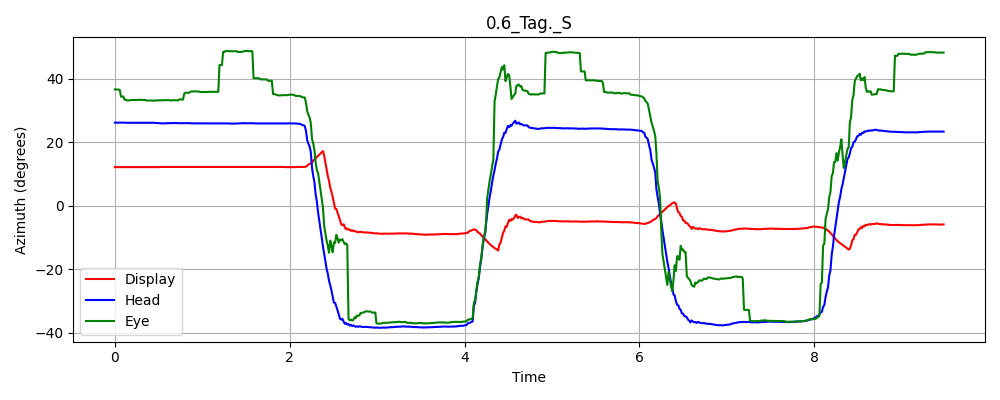 0.6_Tag._S
Azimuth (degrees)
40
20
0
−20
−40
Display
Head
Eye
0 2 4 6 8
Time